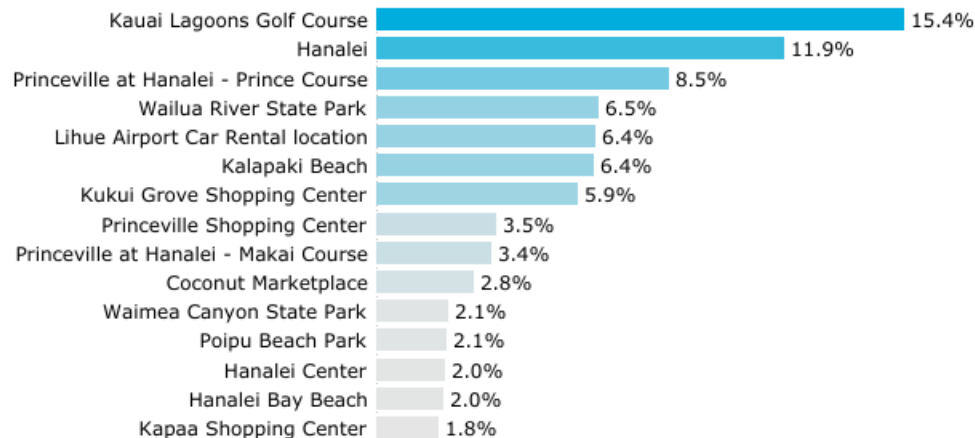 Kauai Lagoons Golf Course 15.4%
Hanalei 11.9%
Princeville at Hanalei - Prince Course 8.5%
Wailua River State Park 6.5%
Lihue Airport Car Rental location 6.4%
Kalapaki Beach 6.4%
Kukui Grove Shopping Center 5.9%
Princeville Shopping Center 3.5%
Princeville at Hanalei - Makai Course 3.4%
Coconut Marketplace 2.8%
Waimea Canyon State Park 2.1%
Poipu Beach Park 2.1%
Hanalei Center 2.0%
Hanalei Bay Beach 2.0%
Kapaa Shopping Center 1.8%